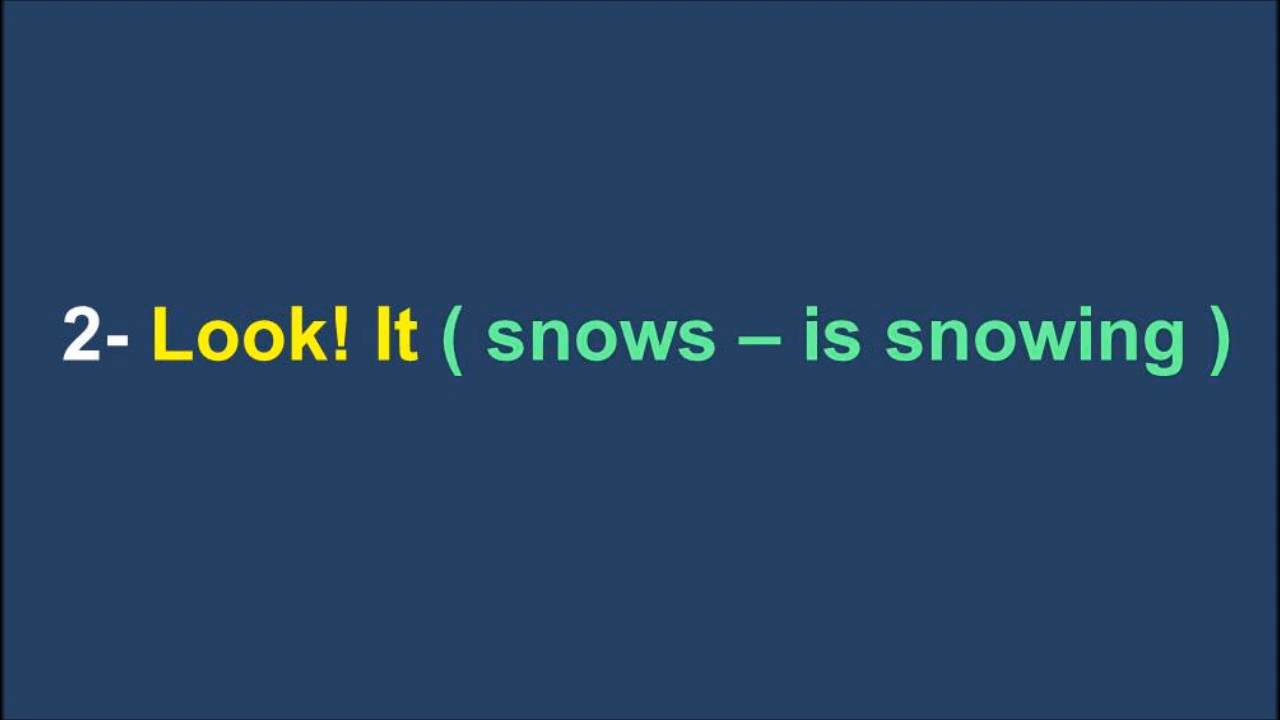 2- Look! It ( snows – is snowing )